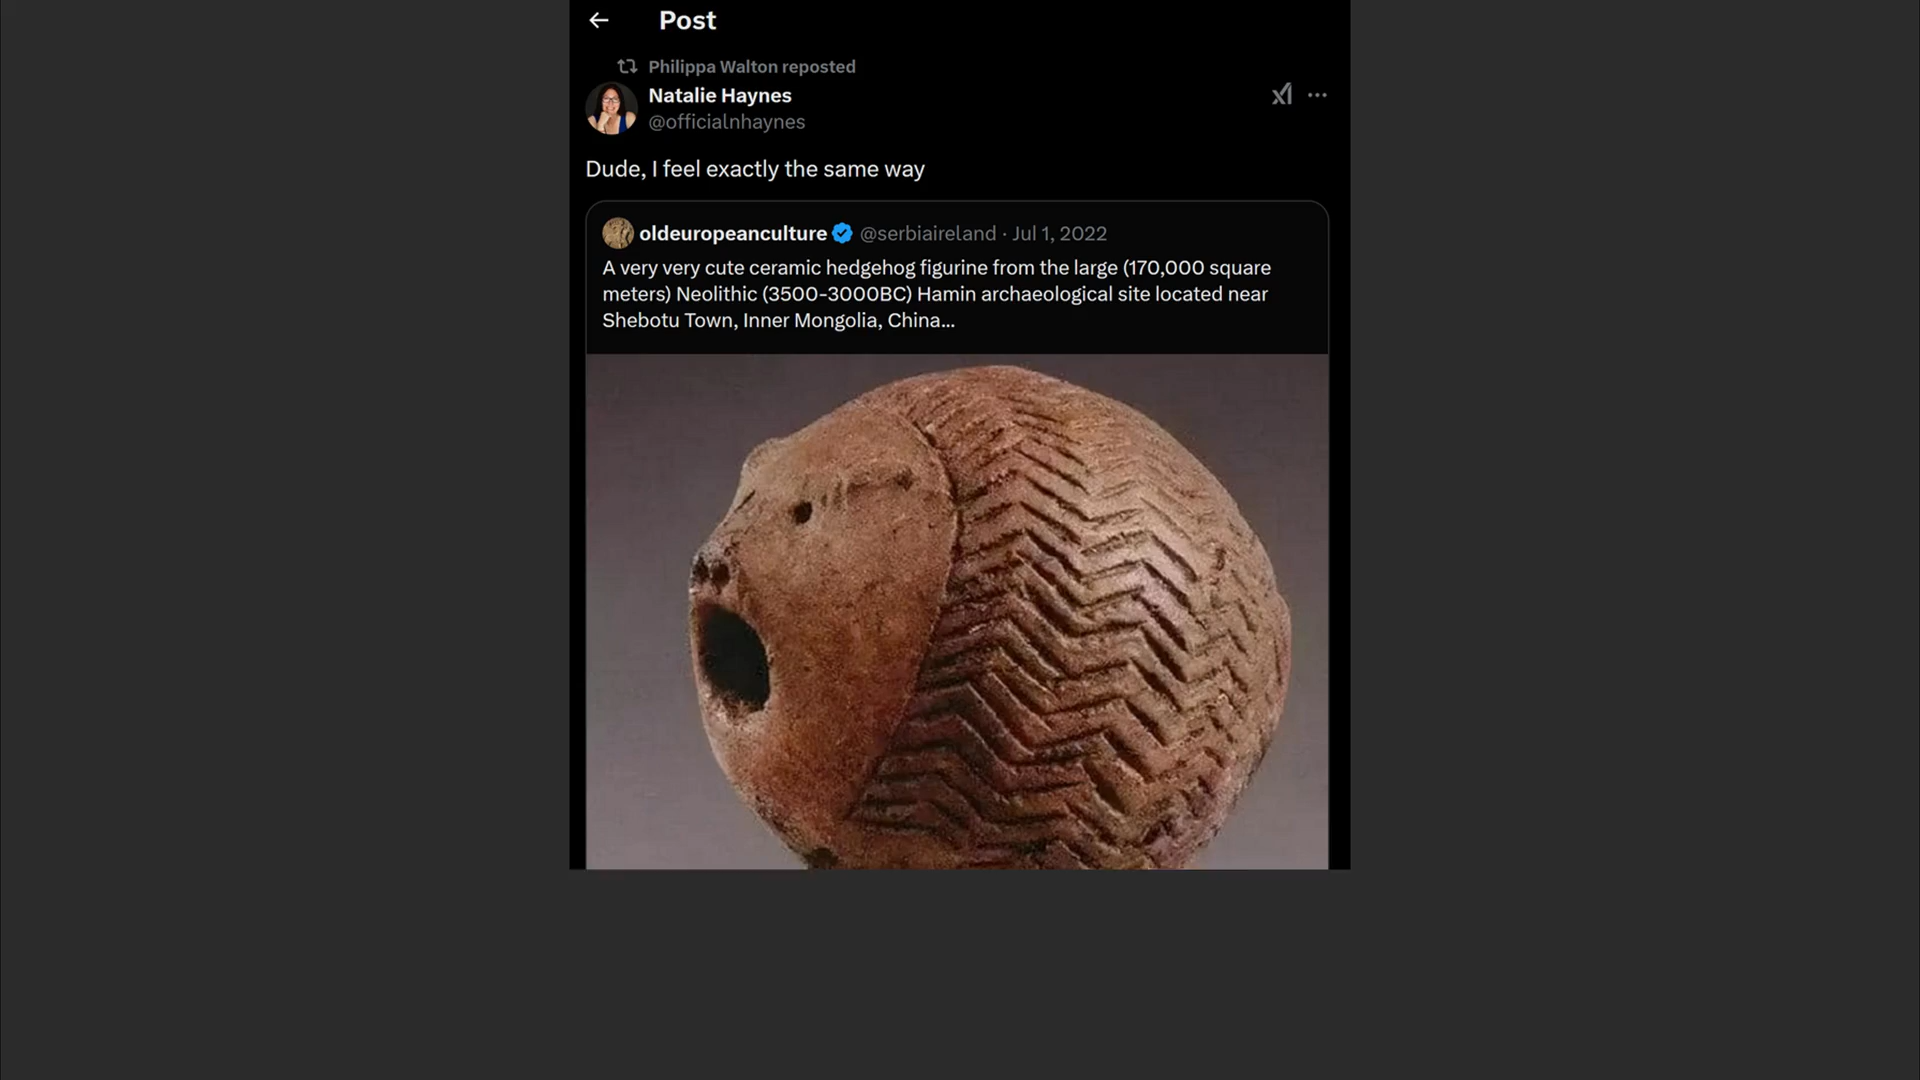 Post
Philippa Walton reposted
Natalie Haynes
@officialnhaynes
Dude, I feel exactly the same way
oldeuropeanculture @serbiaireland · Jul 1, 2022
A very very cute ceramic hedgehog figurine from the large (170,000 square
meters) Neolithic (3500-3000BC) Hamin archaeological site located near
Shebotu Town, Inner Mongolia, China...